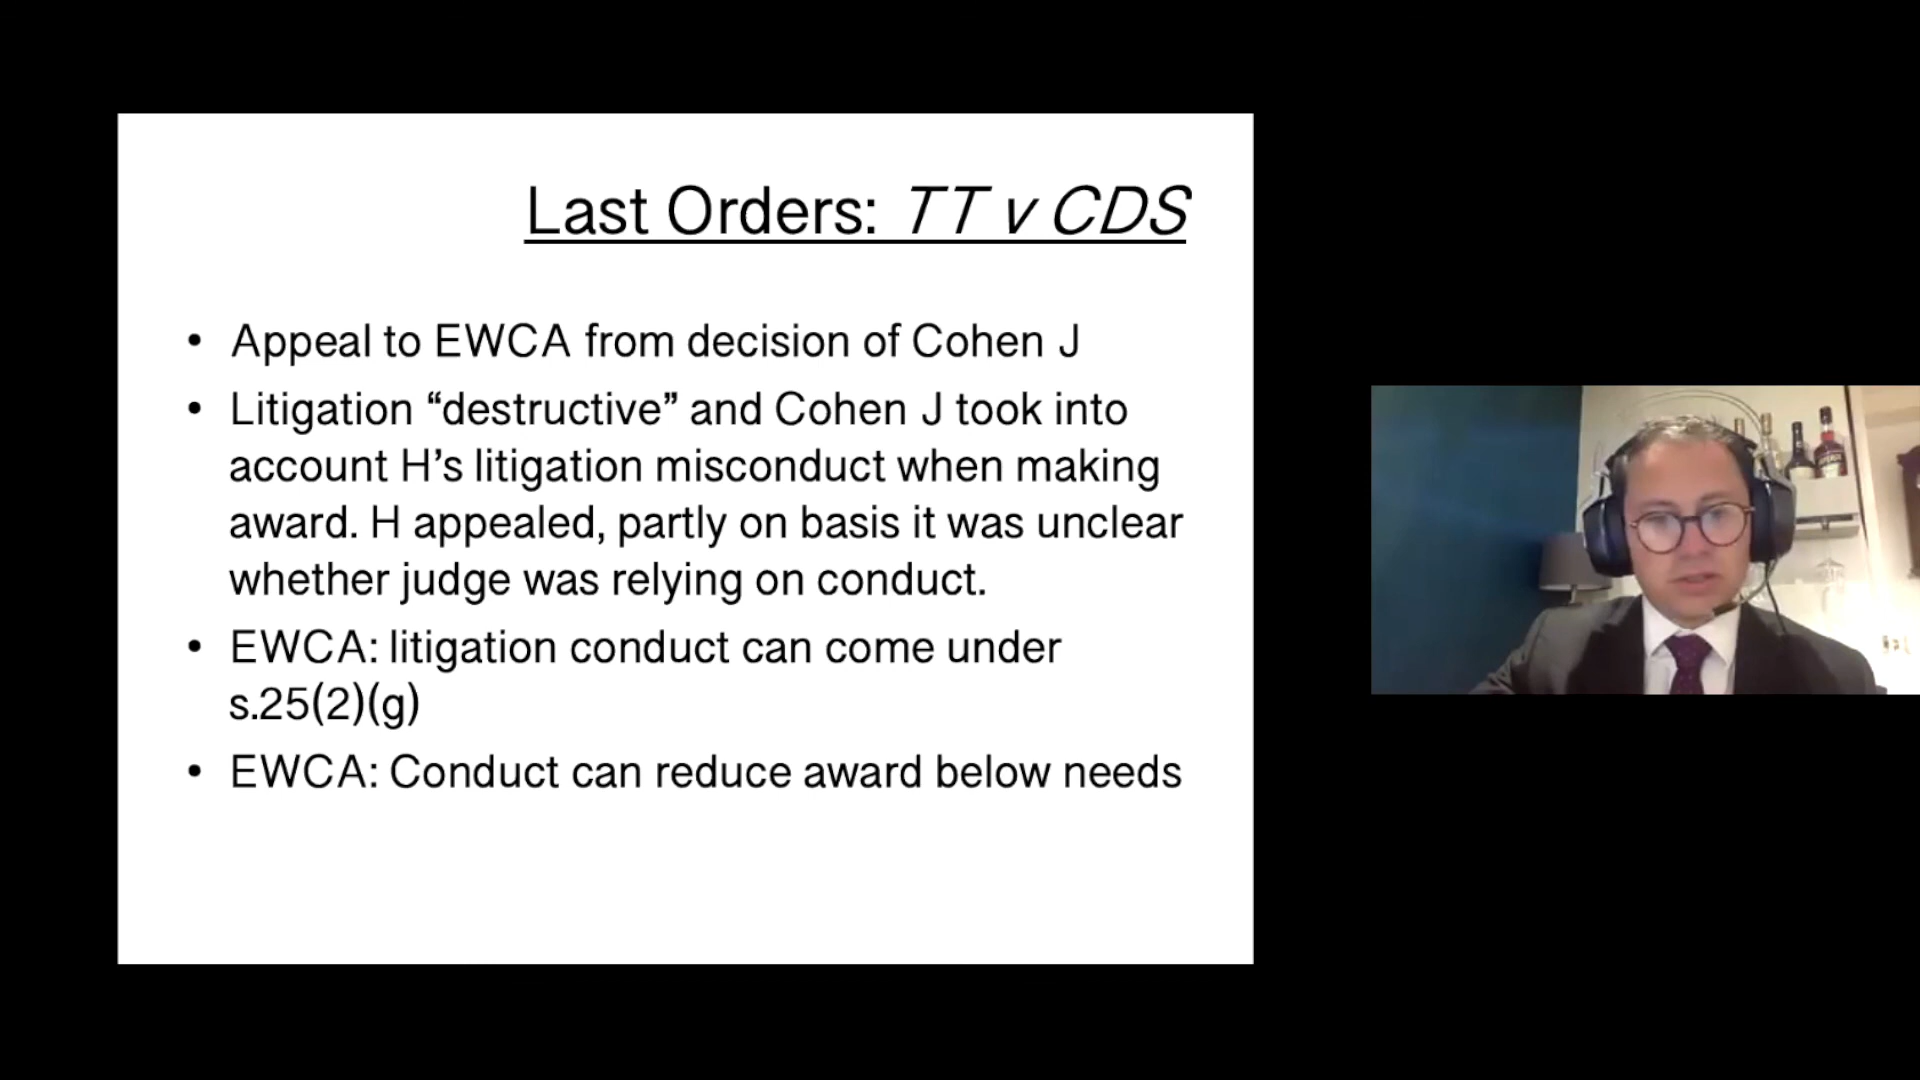 Last Orders: TT v CDS
• Appeal to EWCA from decision of Cohen J
• Litigation “destructive” and Cohen J took into
account H’s litigation misconduct when making
award. H appealed, partly on basis it was unclear
whether judge was relying on conduct.
• EWCA: litigation conduct can come under
s.25(2)(g)
• EWCA: Conduct can reduce award below needs